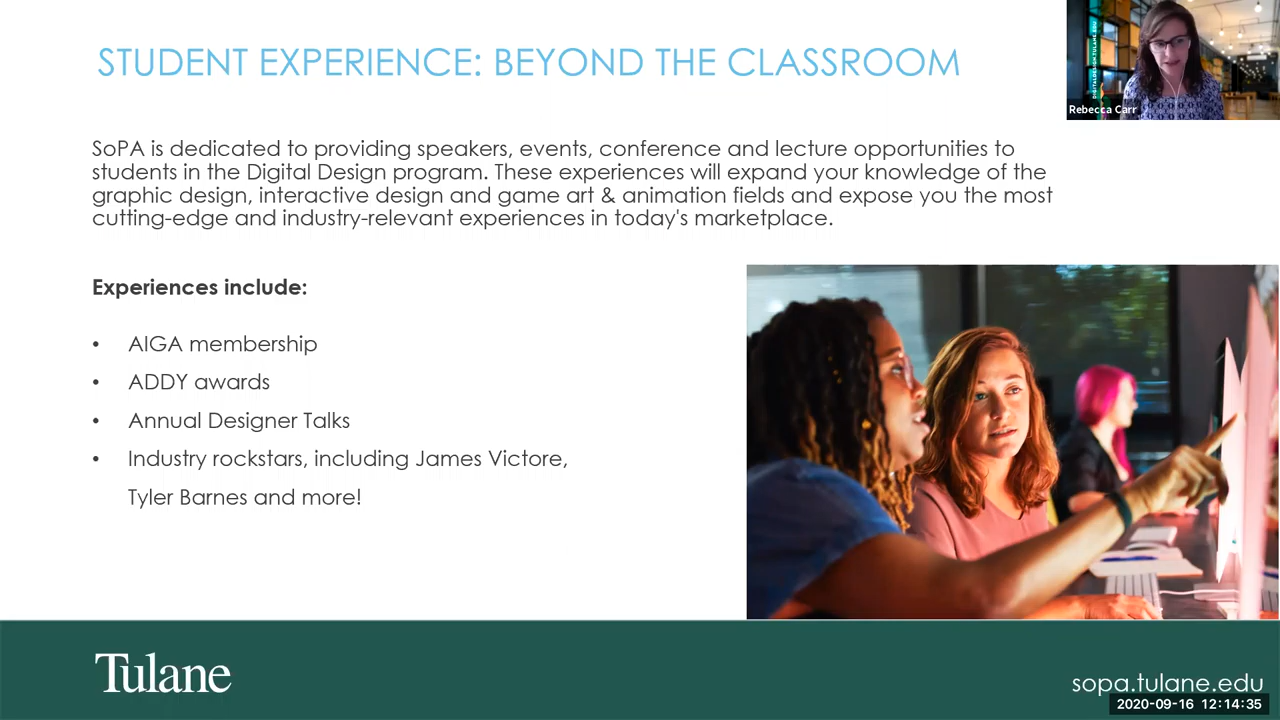 STUDENT EXPERIENCE: BEYOND THE CLASSROOM
DIGITALDESIGN.TULANE.EDU
Rebecca Carr
SoPA is dedicated to providing speakers, events, conference and lecture opportunities to
students in the Digital Design program. These experiences will expand your knowledge of the
graphic design, interactive design and game art & animation fields and expose you the most
cutting-edge and industry-relevant experiences in today's marketplace.
Experiences include:
• AIGA membership
• ADDY awards
• Annual Designer Talks
• Industry rockstars, including James Victore,
Tyler Barnes and more!
Tulane
sopa.tulane.edu
2020-09-16 12:14:35